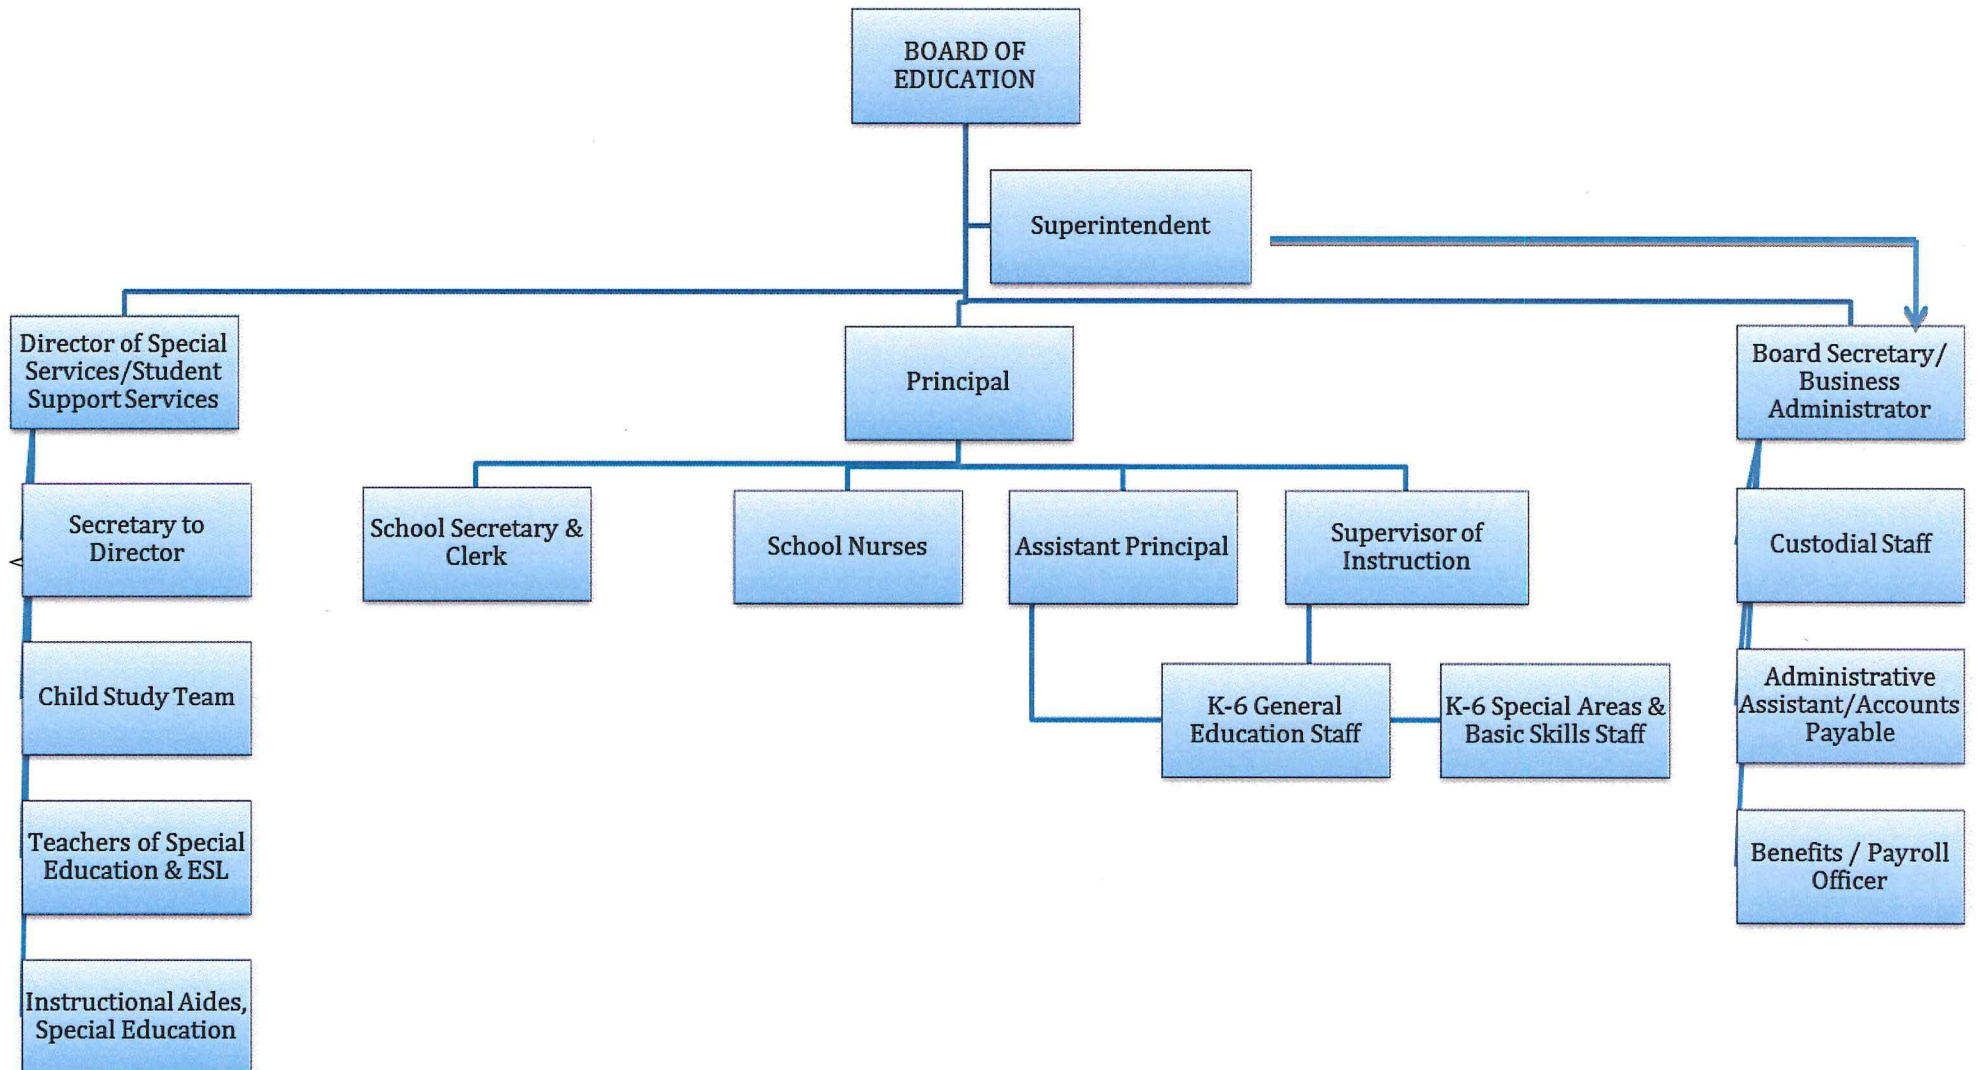 BOARD OF
EDUCATION
Superintendent
Director of Special
Services/Student
Support Services
Principal
Board Secretary/
Business
Administrator
Secretary to
Director
School Secretary &
Clerk
School Nurses
Assistant Principal
Supervisor of
Instruction
Custodial Staff
Child Study Team
K-6 General
Education Staff
K-6 Special Areas &
Basic Skills Staff
Administrative
Assistant/Accounts
Payable
Teachers of Special
Education & ESL
Benefits / Payroll
Officer
Instructional Aides,
Special Education